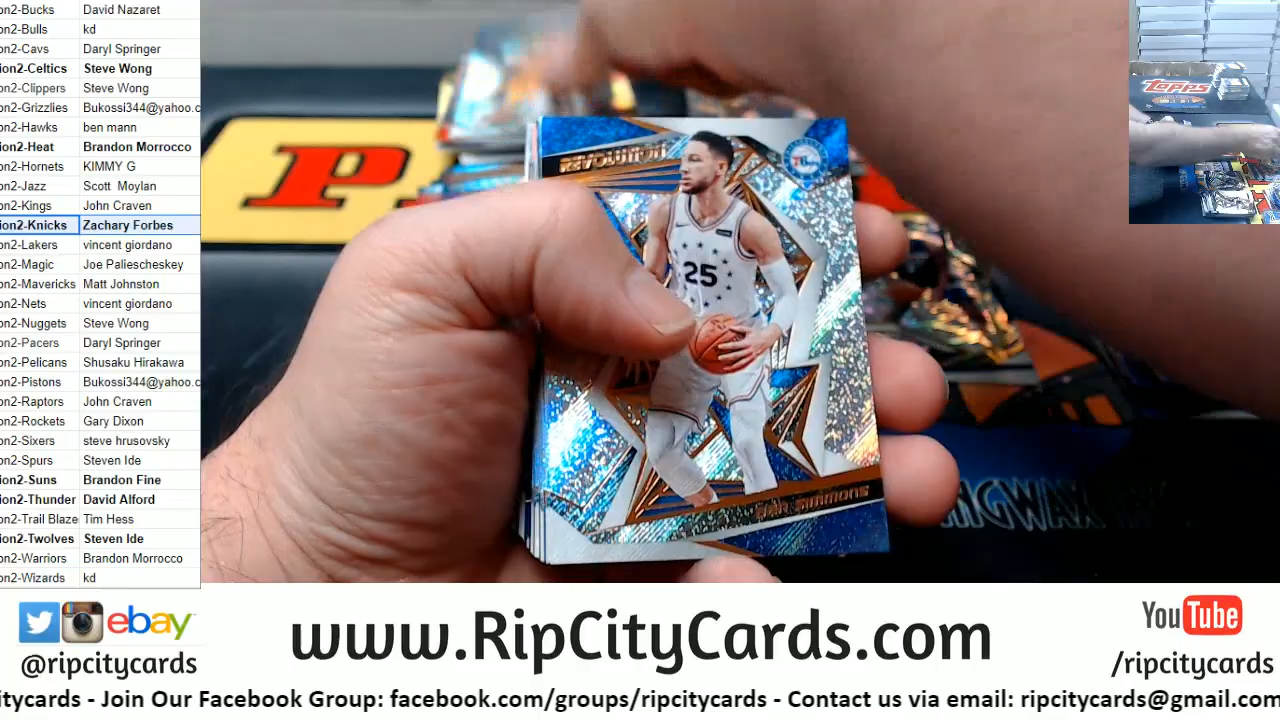 on2-Bucks David Nazaret
on2-Bulls kd
on2-Cavs Daryl Springer
ion2-Celtics Steve Wong
on2-Clippers Steve Wong
on2-Grizzlies Bukossi344@yahoo.c
on2-Hawks ben mann
ion2-Heat Brandon Morrocco
on2-Hornets KIMMY G
on2-Jazz Scott Moylan
on2-Kings John Craven
ion2-Knicks Zachary Forbes
on2-Lakers vincent giordano
on2-Magic Joe Paliescheskey
on2-Mavericks Matt Johnston
on2-Nets vincent giordano
on2-Nuggets Steve Wong
on2-Pacers Daryl Springer
on2-Pelicans Shusaku Hirakawa
on2-Pistons Bukossi344@yahoo.c
on2-Raptors John Craven
on2-Rockets Gary Dixon
on2-Sixers steve hrusovsky
on2-Spurs Steven Ide
ion2-Suns Brandon Fine
ion2-Thunder David Alford
on2-Trail Blaze Tim Hess
ion2-Twolves Steven Ide
on2-Warriors Brandon Morrocco
on2-Wizards kd
REVOLUTION
76
25
BEN SIMMONS
Topps
ebay
@ripcitycards
www.RipCityCards.com
YouTube
/ripcitycards
citycards - Join Our Facebook Group: facebook.com/groups/ripcitycards - Contact us via email: ripcitycards@gmail.com